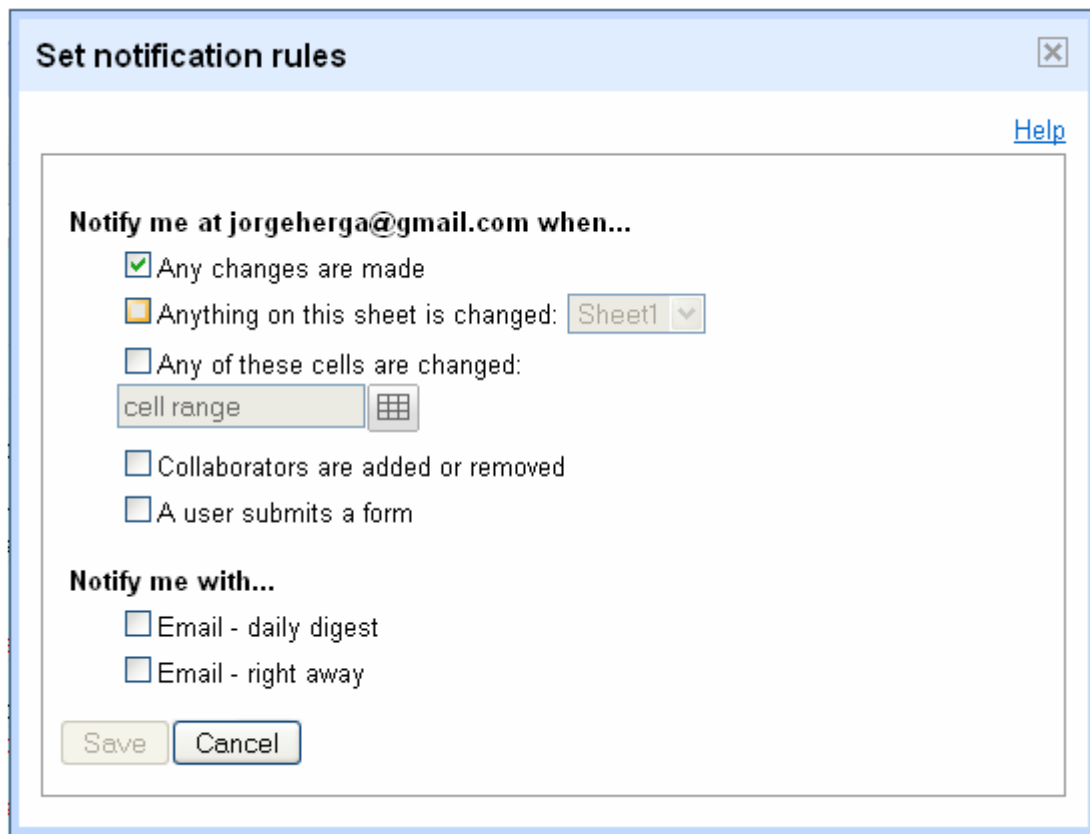 Set notification rules
Help
Notify me at jorgeherga@gmail.com when...
Any changes are made
Anything on this sheet is changed: Sheet1
Any of these cells are changed:
cell range
Collaborators are added or removed
A user submits a form
Notify me with...
Email - daily digest
Email - right away
Save Cancel